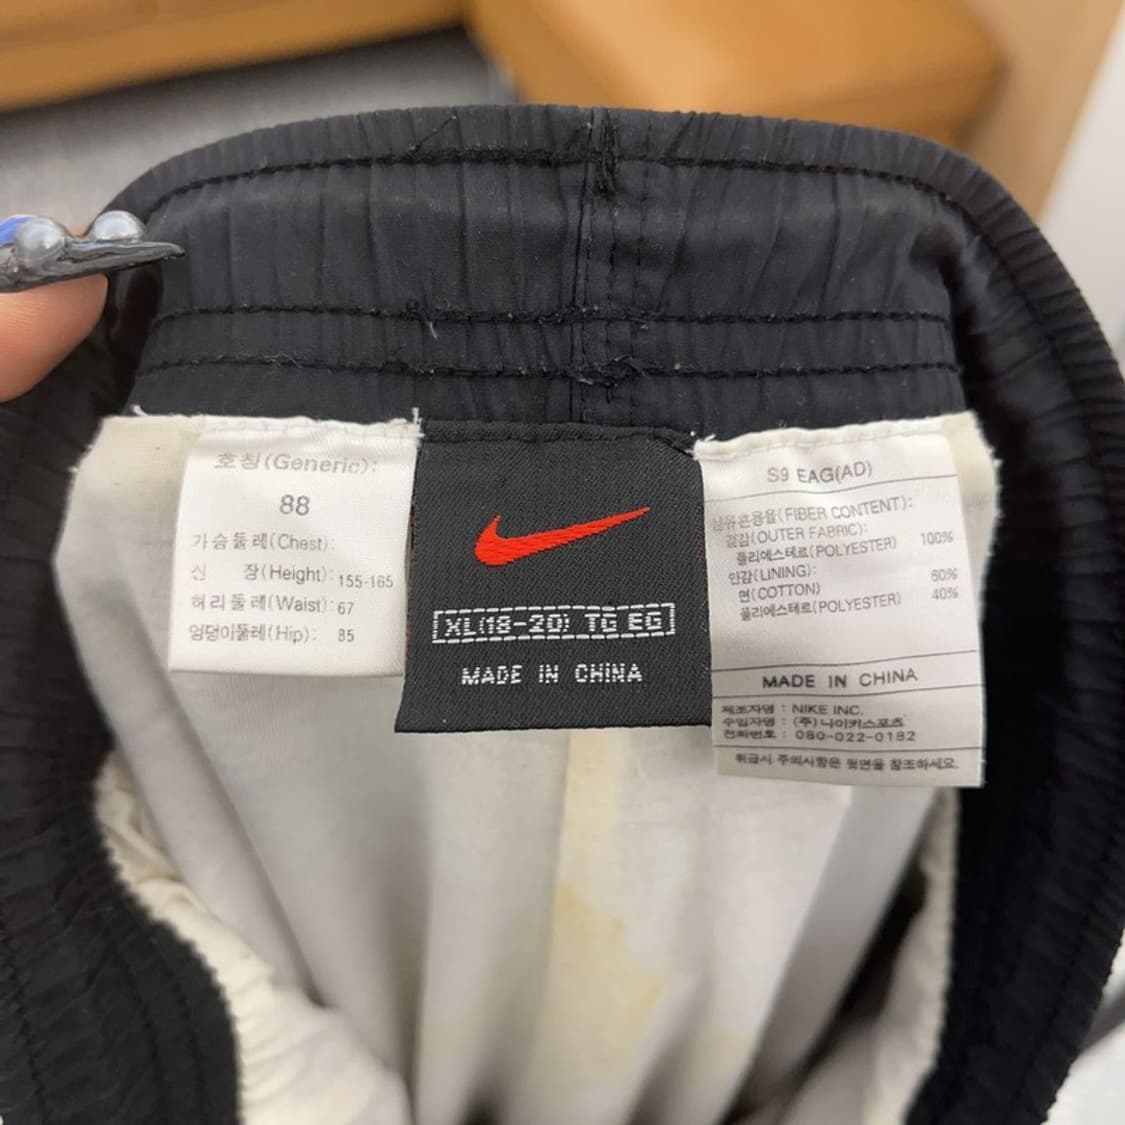 호칭(Generic):
88
가슴둘레(Chest):
신 장(Height): 155-165
허리둘레(Waist): 67
엉덩이둘레(Hip): 85
XL(18-20) TG EG
MADE IN CHINA
S9 EAG(AD)
섬유혼용율(FIBER CONTENT):
겉감(OUTER FABRIC):
폴리에스테르(POLYESTER) 100%
안감(LINING):
면(COTTON) 60%
폴리에스테르(POLYESTER) 40%
MADE IN CHINA
제조자명 : NIKE INC.
수입자명 : (주)나이키스포츠
전화번호 : 080-022-0182
취급시 주의사항은 뒷면을 참조하세요.